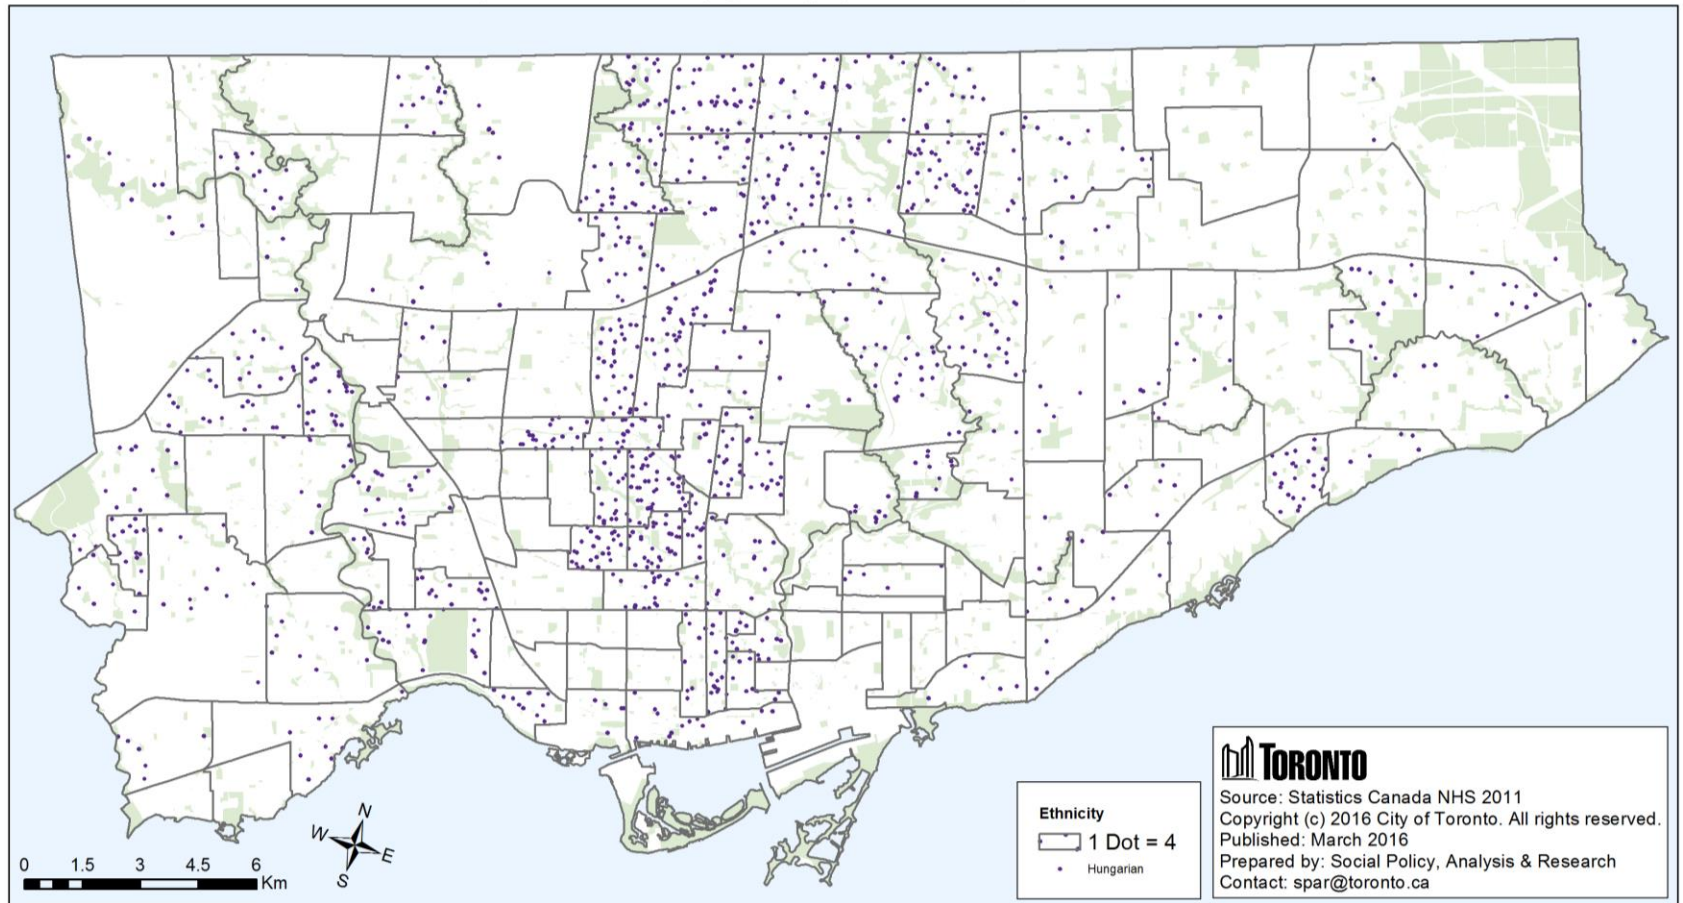 N
W
E
S
0 1.5 3 4.5 6
Km
Ethnicity
1 Dot = 4
Hungarian
TORONTO
Source: Statistics Canada NHS 2011
Copyright (c) 2016 City of Toronto. All rights reserved.
Published: March 2016
Prepared by: Social Policy, Analysis & Research
Contact: spar@toronto.ca